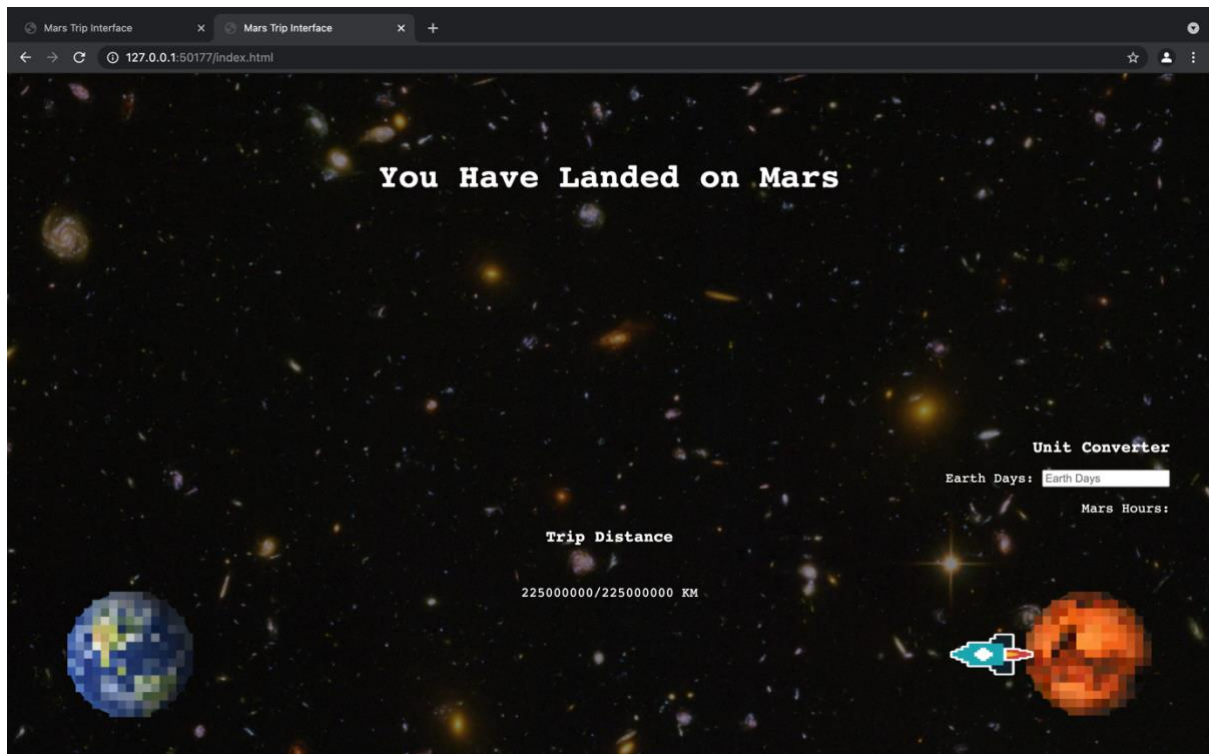 Mars Trip Interface
Mars Trip Interface
127.0.0.1:50177/index.html
You Have Landed on Mars
Unit Converter
Earth Days: Earth Days
Mars Hours:
Trip Distance
225000000/225000000 KM